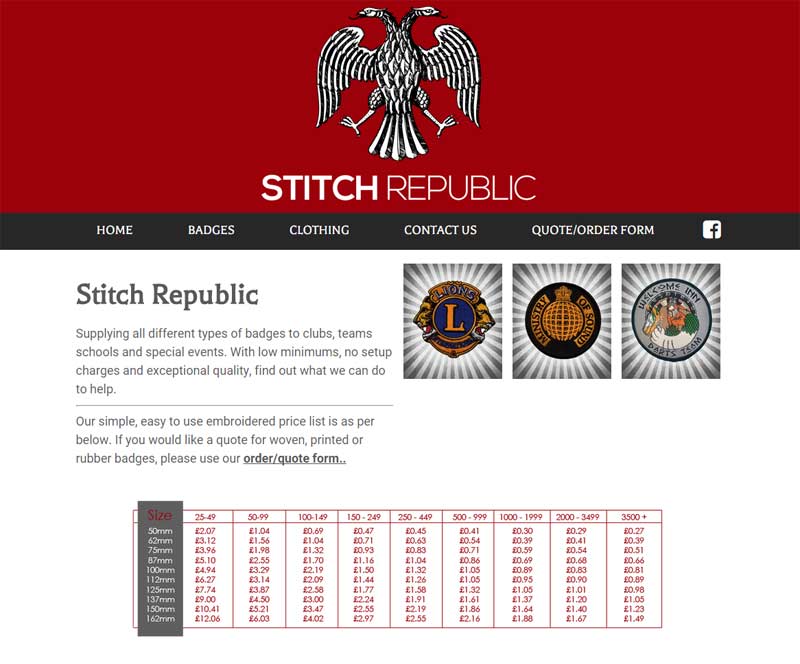 STITCH REPUBLIC
HOME BADGES CLOTHING CONTACT US QUOTE/ORDER FORM
Stitch Republic
Supplying all different types of badges to clubs, teams
schools and special events. With low minimums, no setup
charges and exceptional quality, find out what we can do
to help.
LIONS
L
MINISTRY OF SOUND
WELCOME INN
DARTS TEAM
Our simple, easy to use embroidered price list is as per
below. If you would like a quote for woven, printed or
rubber badges, please use our order/quote form..
Size 25-49 50-99 100-149 150 - 249 250 - 449 500 - 999 1000 - 1999 2000 - 3499 3500 +
50mm £2.07 £1.04 £0.69 £0.47 £0.45 £0.41 £0.30 £0.29 £0.27
62mm £3.12 £1.56 £1.04 £0.71 £0.63 £0.54 £0.39 £0.41 £0.39
75mm £3.96 £1.98 £1.32 £0.93 £0.83 £0.71 £0.59 £0.54 £0.51
87mm £5.10 £2.55 £1.70 £1.16 £1.04 £0.86 £0.69 £0.68 £0.66
100mm £4.94 £3.29 £2.19 £1.50 £1.32 £1.05 £0.89 £0.83 £0.81
112mm £6.27 £3.14 £2.09 £1.44 £1.26 £1.05 £0.95 £0.90 £0.89
125mm £7.74 £3.87 £2.58 £1.77 £1.58 £1.32 £1.05 £1.01 £0.98
137mm £9.00 £4.50 £3.00 £2.24 £1.91 £1.61 £1.37 £1.20 £1.05
150mm £10.41 £5.21 £3.47 £2.55 £2.19 £1.86 £1.64 £1.40 £1.23
162mm £12.06 £6.03 £4.02 £2.97 £2.55 £2.16 £1.88 £1.67 £1.49